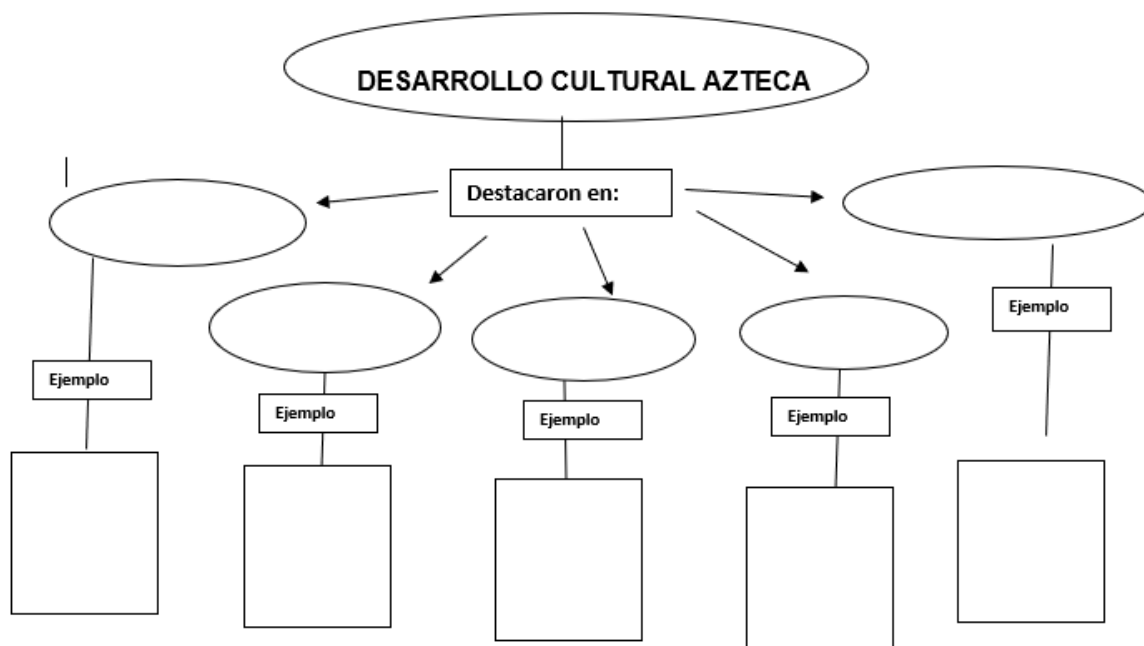 DESARROLLO CULTURAL AZTECA
Destacaron en:
Ejemplo
Ejemplo
Ejemplo
Ejemplo
Ejemplo